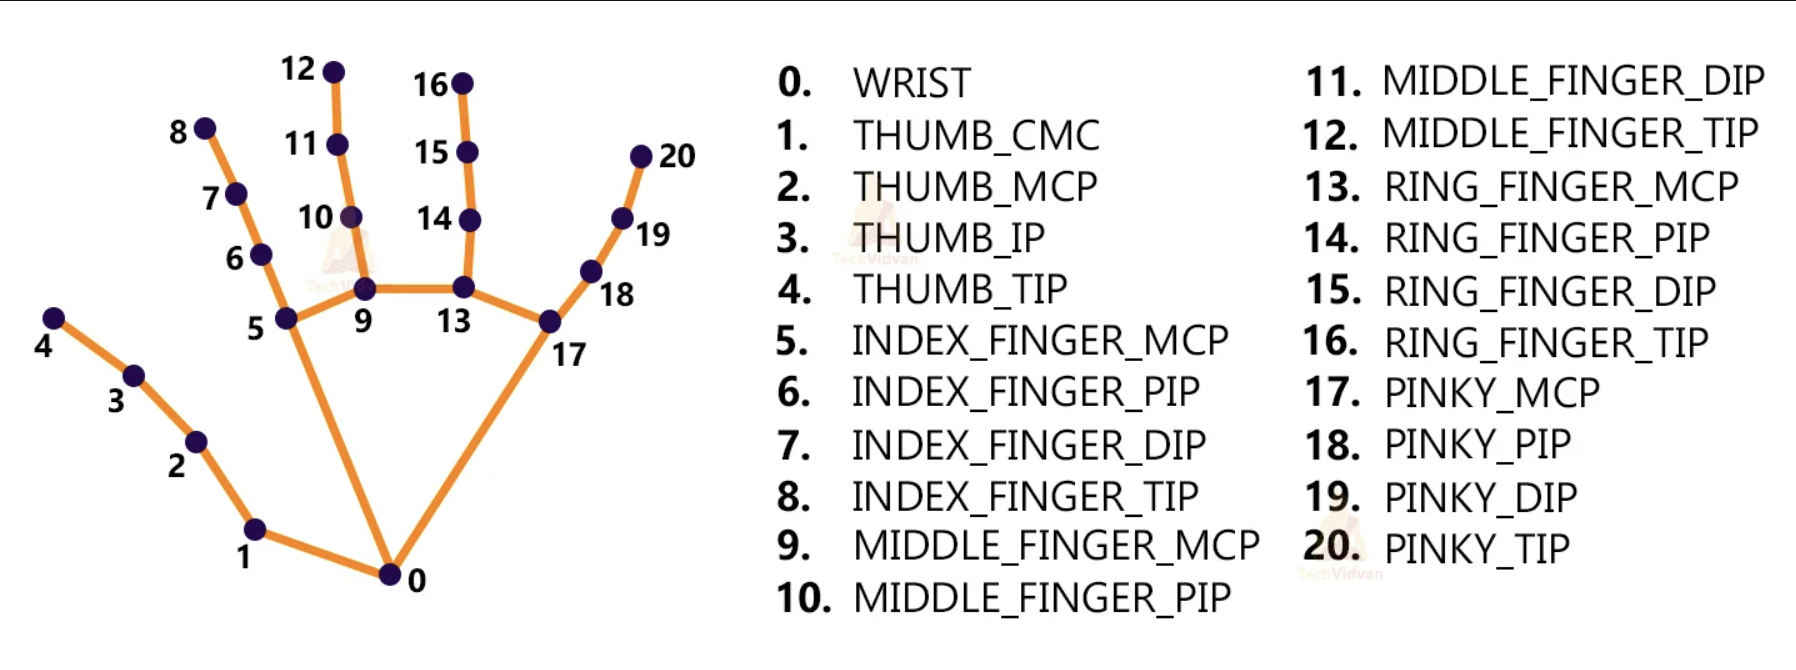 12
16
8
11
15
20
7
10
14
19
6
18
5
9
13
17
4
3
2
1
0
0. WRIST
1. THUMB_CMC
2. THUMB_MCP
3. THUMB_IP
4. THUMB_TIP
5. INDEX_FINGER_MCP
6. INDEX_FINGER_PIP
7. INDEX_FINGER_DIP
8. INDEX_FINGER_TIP
9. MIDDLE_FINGER_MCP
10. MIDDLE_FINGER_PIP
11. MIDDLE_FINGER_DIP
12. MIDDLE_FINGER_TIP
13. RING_FINGER_MCP
14. RING_FINGER_PIP
15. RING_FINGER_DIP
16. RING_FINGER_TIP
17. PINKY_MCP
18. PINKY_PIP
19. PINKY_DIP
20. PINKY_TIP
TechVidvan
TechVidvan
TechVidvan